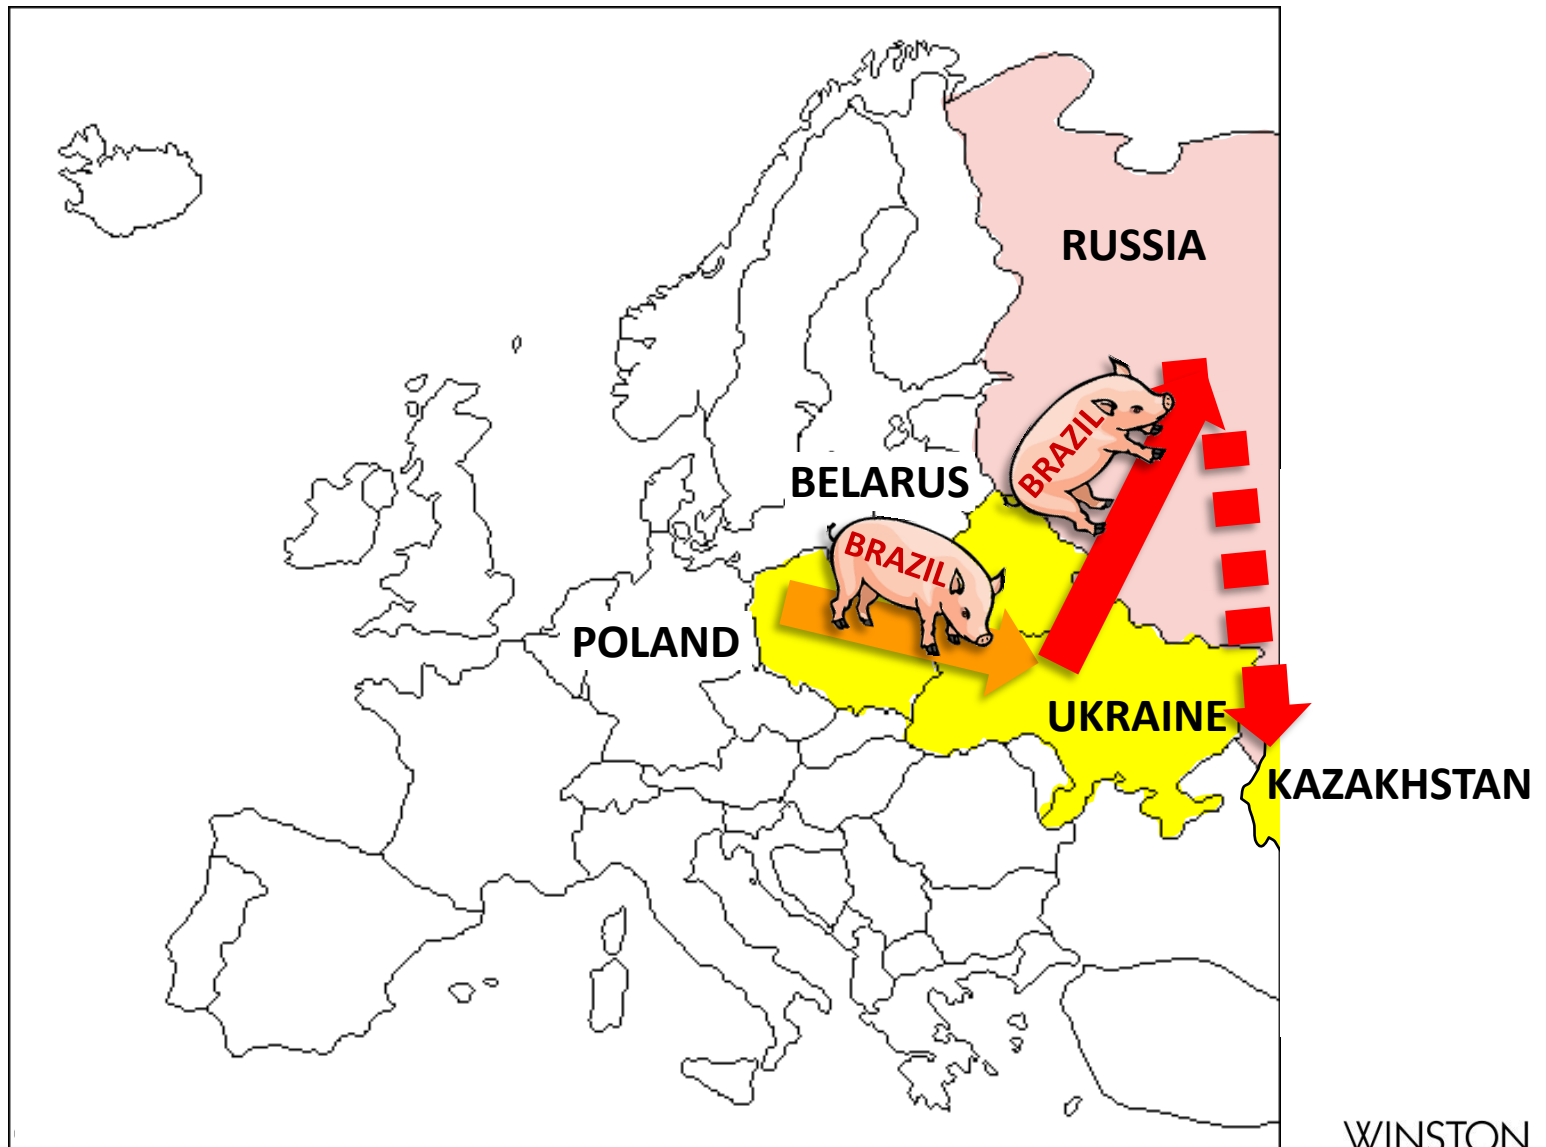 RUSSIA
BRAZIL
BELARUS
BRAZIL
POLAND
UKRAINE
KAZAKHSTAN
WINSTON